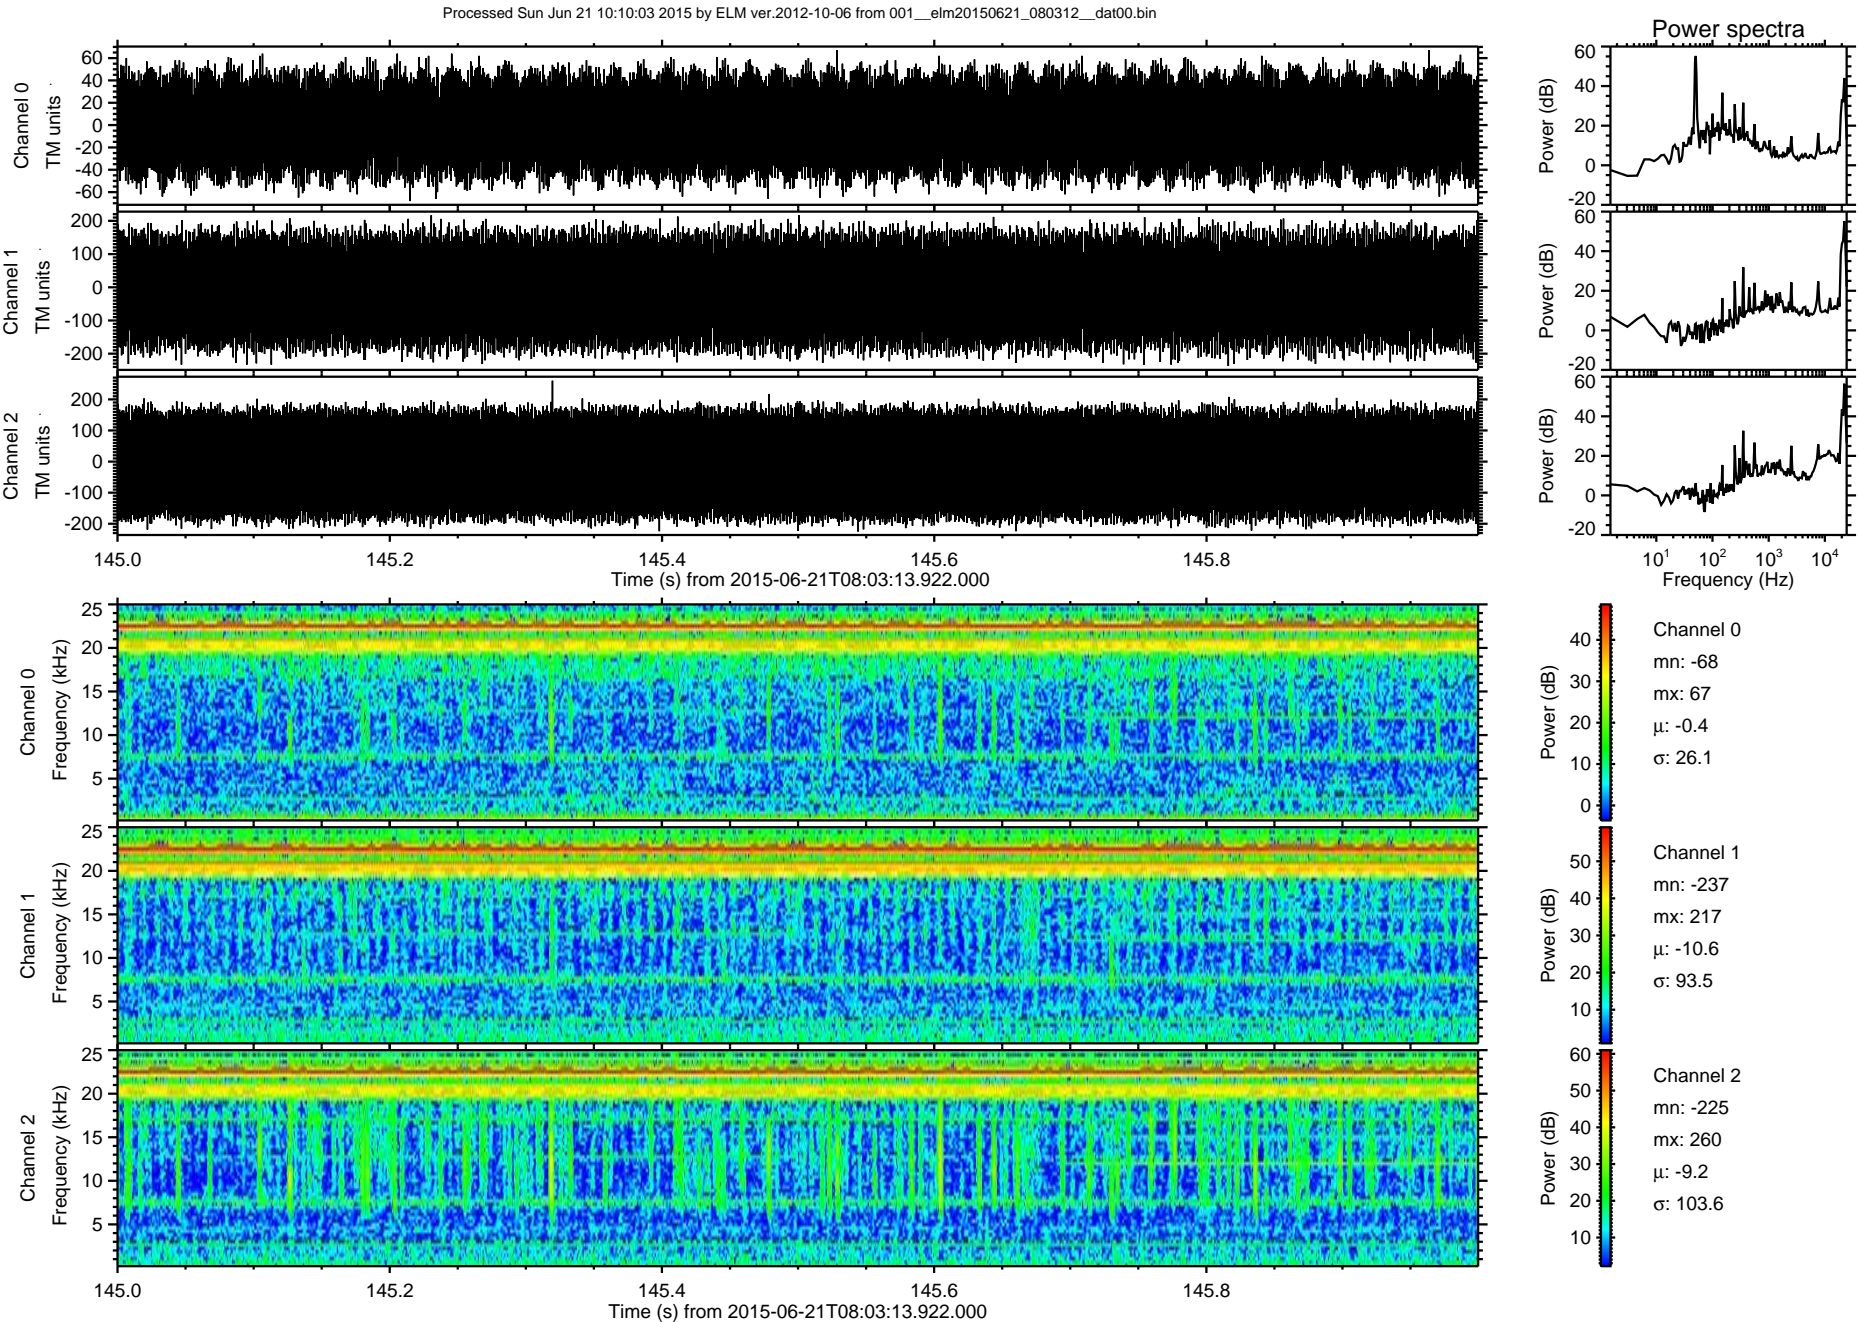 Processed Sun Jun 21 10:10:03 2015 by ELM ver.2012-10-06 from 001__elm20150621_080312__dat00.bin
Power spectra
Channel 0
TM units
60
40
20
0
-20
-40
-60
Power (dB)
60
40
20
0
-20
Channel 1
TM units
200
100
0
-100
-200
Power (dB)
60
40
20
0
-20
Channel 2
TM units
200
100
0
-100
-200
Power (dB)
60
40
20
0
-20
145.0 145.2 145.4 145.6 145.8
Time (s) from 2015-06-21T08:03:13.922.000
10¹ 10² 10³ 10⁴
Frequency (Hz)
Channel 0
Frequency (kHz)
25
20
15
10
5
Power (dB)
40
30
20
10
0
Channel 0
mn: -68
mx: 67
μ: -0.4
σ: 26.1
Channel 1
Frequency (kHz)
25
20
15
10
5
Power (dB)
50
40
30
20
10
Channel 1
mn: -237
mx: 217
μ: -10.6
σ: 93.5
Channel 2
Frequency (kHz)
25
20
15
10
5
Power (dB)
60
50
40
30
20
10
Channel 2
mn: -225
mx: 260
μ: -9.2
σ: 103.6
145.0 145.2 145.4 145.6 145.8
Time (s) from 2015-06-21T08:03:13.922.000